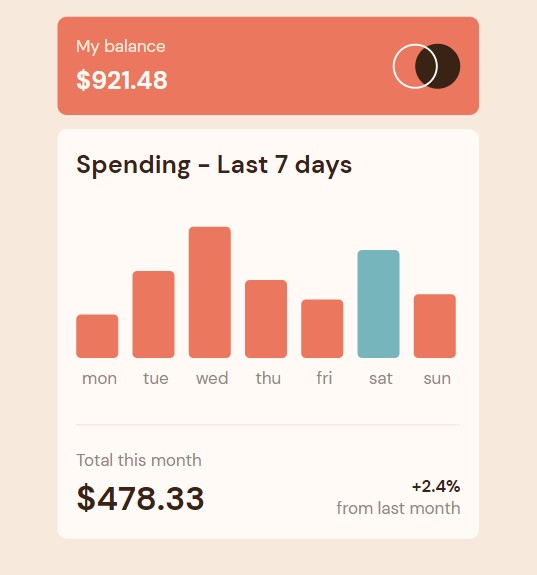 My balance
$921.48
Spending - Last 7 days
mon tue wed thu fri sat sun
Total this month
$478.33
+2.4%
from last month